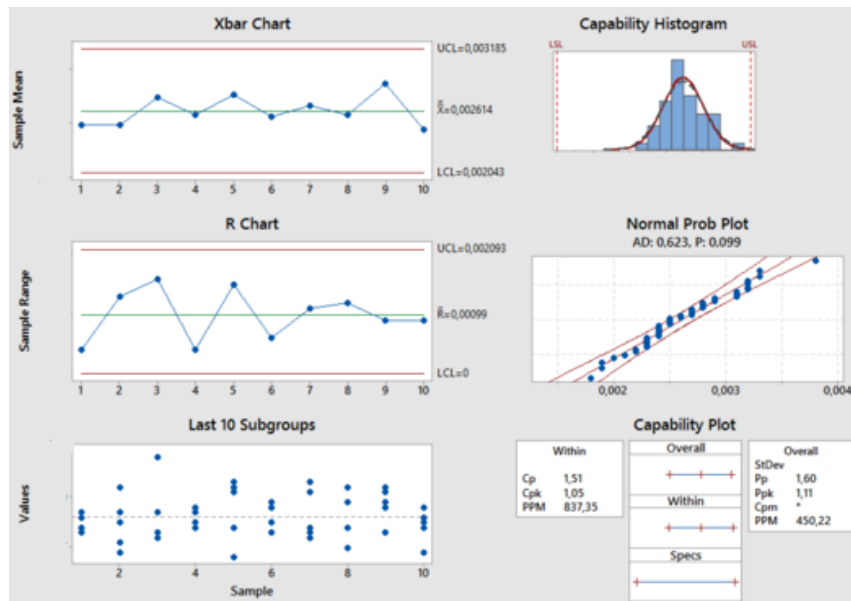 Xbar Chart
Sample Mean
UCL=0,003185
X̿=0,002614
LCL=0,002043
1 2 3 4 5 6 7 8 9 10
R Chart
Sample Range
UCL=0,002093
R̄=0,00099
LCL=0
1 2 3 4 5 6 7 8 9 10
Last 10 Subgroups
Values
2 4 6 8 10
Sample
Capability Histogram
LSL USL
Normal Prob Plot
AD: 0,623, P: 0,099
0,002 0,003 0,004
Capability Plot
Within
Cp 1,51
Cpk 1,05
PPM 837,35
Overall
Within
Specs
Overall
StDev
Pp 1,60
Ppk 1,11
Cpm *
PPM 450,22